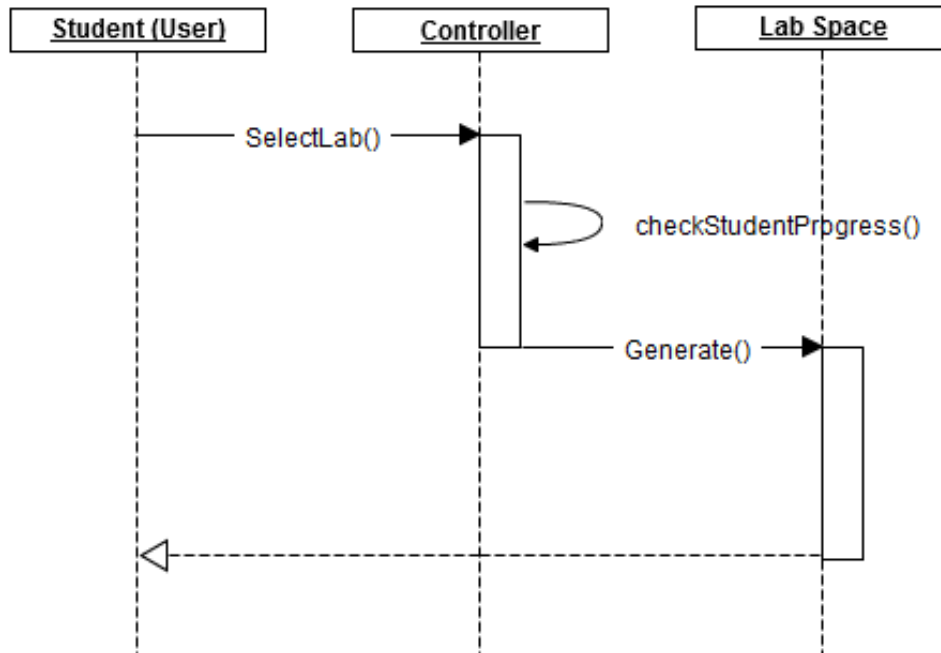 Student (User)
Controller
Lab Space
SelectLab()
checkStudentProgress()
Generate()